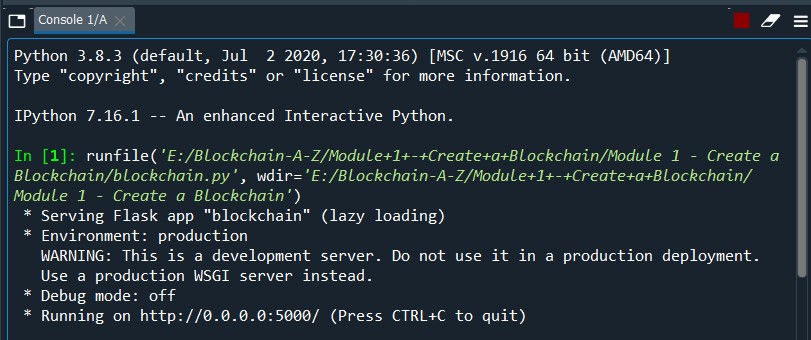 Console 1/A
Python 3.8.3 (default, Jul  2 2020, 17:30:36) [MSC v.1916 64 bit (AMD64)]
Type "copyright", "credits" or "license" for more information.
IPython 7.16.1 -- An enhanced Interactive Python.
In [1]: runfile('E:/Blockchain-A-Z/Module+1+-+Create+a+Blockchain/Module 1 - Create a
Blockchain/blockchain.py', wdir='E:/Blockchain-A-Z/Module+1+-+Create+a+Blockchain/
Module 1 - Create a Blockchain')
 * Serving Flask app "blockchain" (lazy loading)
 * Environment: production
   WARNING: This is a development server. Do not use it in a production deployment.
   Use a production WSGI server instead.
 * Debug mode: off
 * Running on http://0.0.0.0:5000/ (Press CTRL+C to quit)